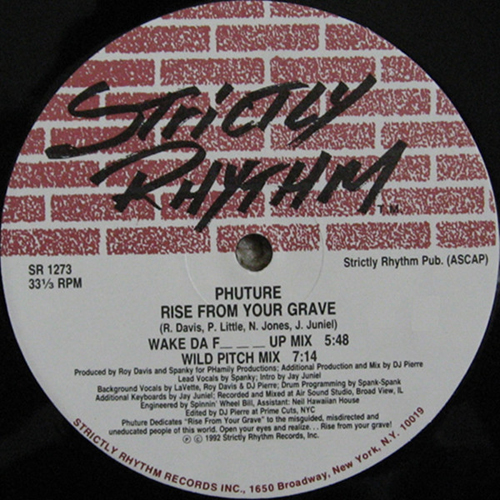 STRICTLY
RHYTHM T.M.
SR 1273
33⅓ RPM
Strictly Rhythm Pub. (ASCAP)
PHUTURE
RISE FROM YOUR GRAVE
(R. Davis, P. Little, N. Jones, J. Juniel)
WAKE DA F_ _ _ UP MIX 5:48
WILD PITCH MIX 7:14
Produced by Roy Davis and Spanky for PHamily Productions; Additional Production and Mix by DJ Pierre
Lead Vocals by Spanky; Intro by Jay Juniel
Background Vocals by LaVette, Roy Davis & DJ Pierre; Drum Programming by Spank-Spank
Additional Keyboards by Jay Juniel; Recorded and Mixed at Air Sound Studio, Broad View, IL
Engineered by Spinnin' Wheel Bill, Assistant: Neil Hawaiian House
Edited by DJ Pierre at Prime Cuts, NYC
Phuture Dedicates "Rise From Your Grave" to the misguided, misdirected and
uneducated people of this world. Open your eyes and realize. . . Rise from your Grave.
℗ © 1992 Strictly Rhythm Records, Inc.
STRICTLY RHYTHM RECORDS INC., 1650 Broadway, New York, N.Y. 10019